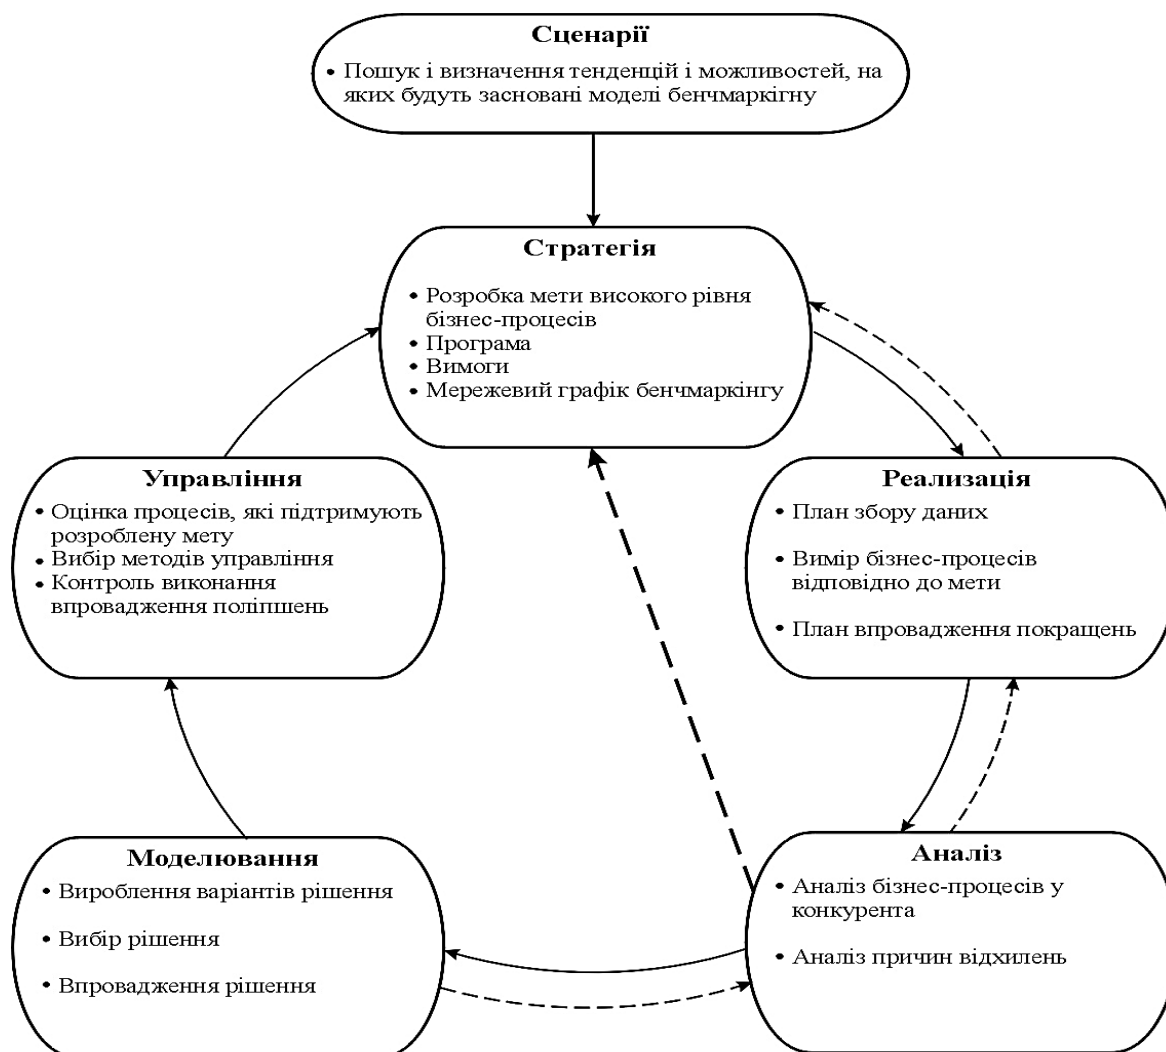 Сценарії
• Пошук і визначення тенденцій і можливостей, на
яких будуть засновані моделі бенчмаркігну
Стратегія
• Розробка мети високого рівня
бізнес-процесів
• Програма
• Вимоги
• Мережевий графік бенчмаркінгу
Управління
• Оцінка процесів, які підтримують
розроблену мету
• Вибір методів управління
• Контроль виконання
впровадження поліпшень
Реализація
• План збору даних
• Вимір бізнес-процесів
відповідно до мети
• План впровадження покращень
Моделювання
• Вироблення варіантів рішення
• Вибір рішення
• Впровадження рішення
Аналіз
• Аналіз бізнес-процесів у
конкурента
• Аналіз причин відхилень